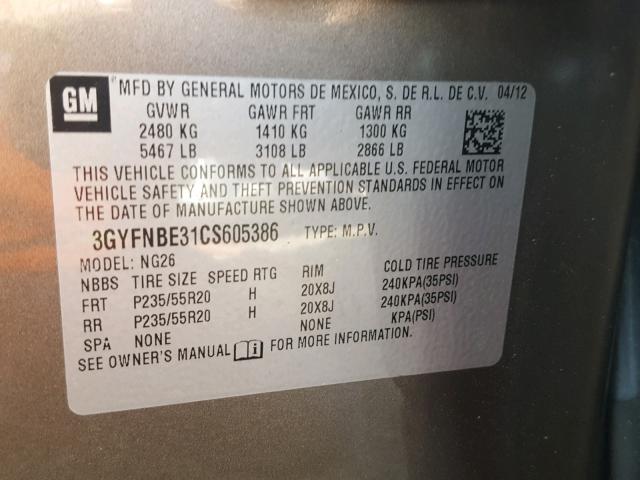 GM MFD BY GENERAL MOTORS DE MEXICO, S. DE R.L. DE C.V. 04/12
GVWR GAWR FRT GAWR RR
2480 KG 1410 KG 1300 KG
5467 LB 3108 LB 2866 LB
THIS VEHICLE CONFORMS TO ALL APPLICABLE U.S. FEDERAL MOTOR
VEHICLE SAFETY AND THEFT PREVENTION STANDARDS IN EFFECT ON
THE DATE OF MANUFACTURE SHOWN ABOVE.
3GYFNBE31CS605386 TYPE: M.P.V.
MODEL: NG26
NBBS TIRE SIZE SPEED RTG RIM COLD TIRE PRESSURE
FRT P235/55R20 H 20X8J 240KPA(35PSI)
RR P235/55R20 H 20X8J 240KPA(35PSI)
SPA NONE NONE KPA(PSI)
SEE OWNER'S MANUAL FOR MORE INFORMATION.